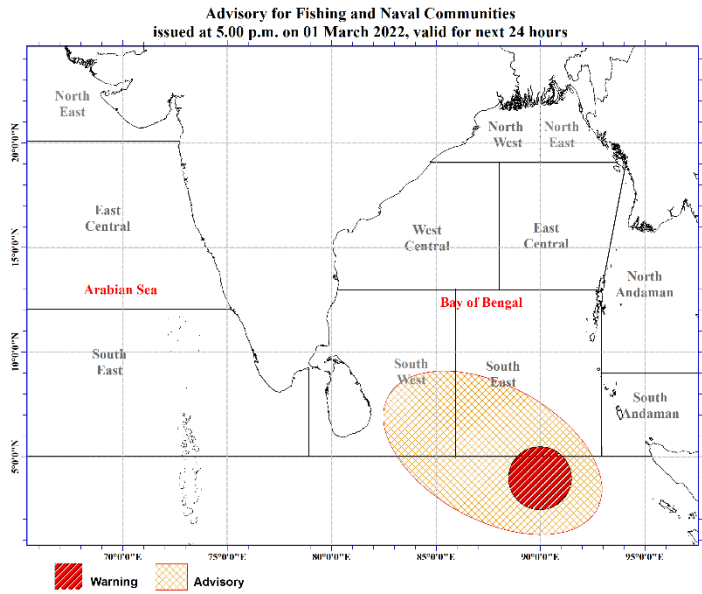 Advisory for Fishing and Naval Communities
issued at 5.00 p.m. on 01 March 2022, valid for next 24 hours
North
East
North
West
North
East
20°0'0"N
East
Central
West
Central
East
Central
15°0'0"N
North
Andaman
Arabian Sea
Bay of Bengal
10°0'0"N
South
East
South
West
South
East
South
Andaman
5°0'0"N
70°0'0"E
75°0'0"E
80°0'0"E
85°0'0"E
90°0'0"E
95°0'0"E
Warning
Advisory